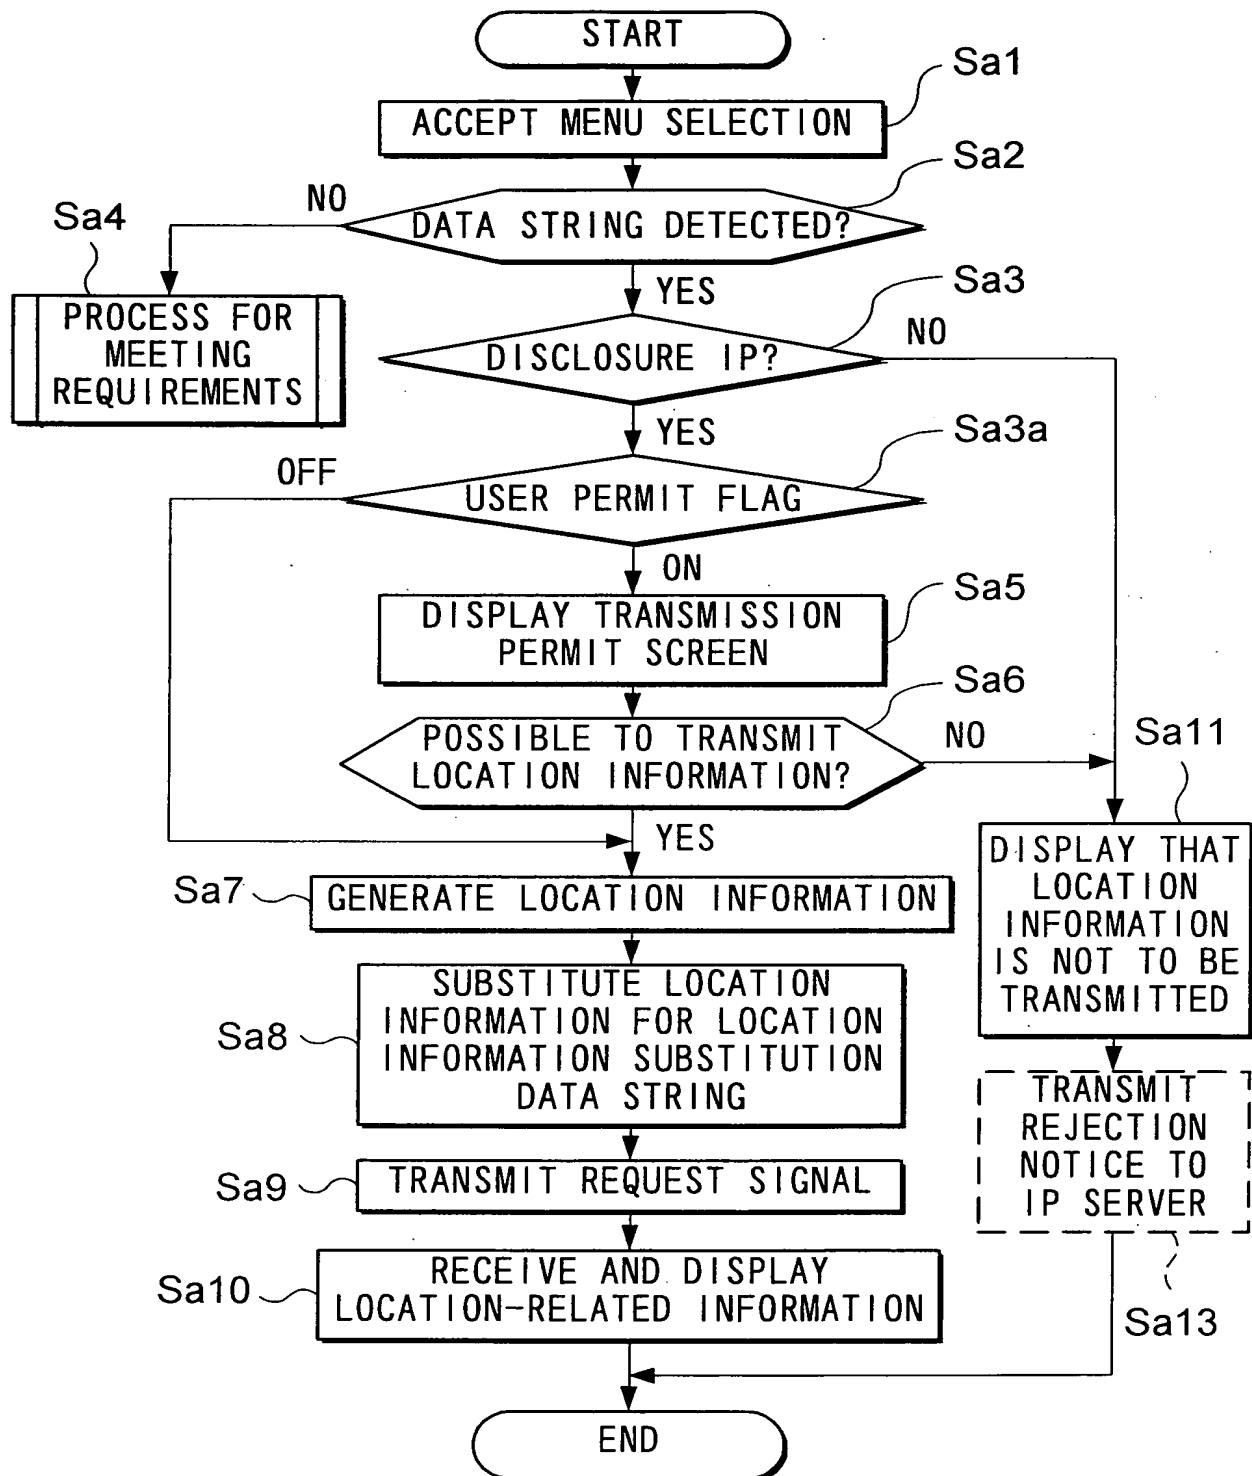 START
Sa1
ACCEPT MENU SELECTION
Sa2
NO
DATA STRING DETECTED?
Sa4
YES
Sa3
PROCESS FOR
MEETING
REQUIREMENTS
DISCLOSURE IP?
NO
YES
Sa3a
OFF
USER PERMIT FLAG
ON
Sa5
DISPLAY TRANSMISSION
PERMIT SCREEN
Sa6
POSSIBLE TO TRANSMIT
LOCATION INFORMATION?
NO
Sa11
YES
DISPLAY THAT
LOCATION
INFORMATION
IS NOT TO BE
TRANSMITTED
Sa7
GENERATE LOCATION INFORMATION
Sa8
SUBSTITUTE LOCATION
INFORMATION FOR LOCATION
INFORMATION SUBSTITUTION
DATA STRING
TRANSMIT
REJECTION
NOTICE TO
IP SERVER
Sa9
TRANSMIT REQUEST SIGNAL
Sa10
RECEIVE AND DISPLAY
LOCATION-RELATED INFORMATION
Sa13
END